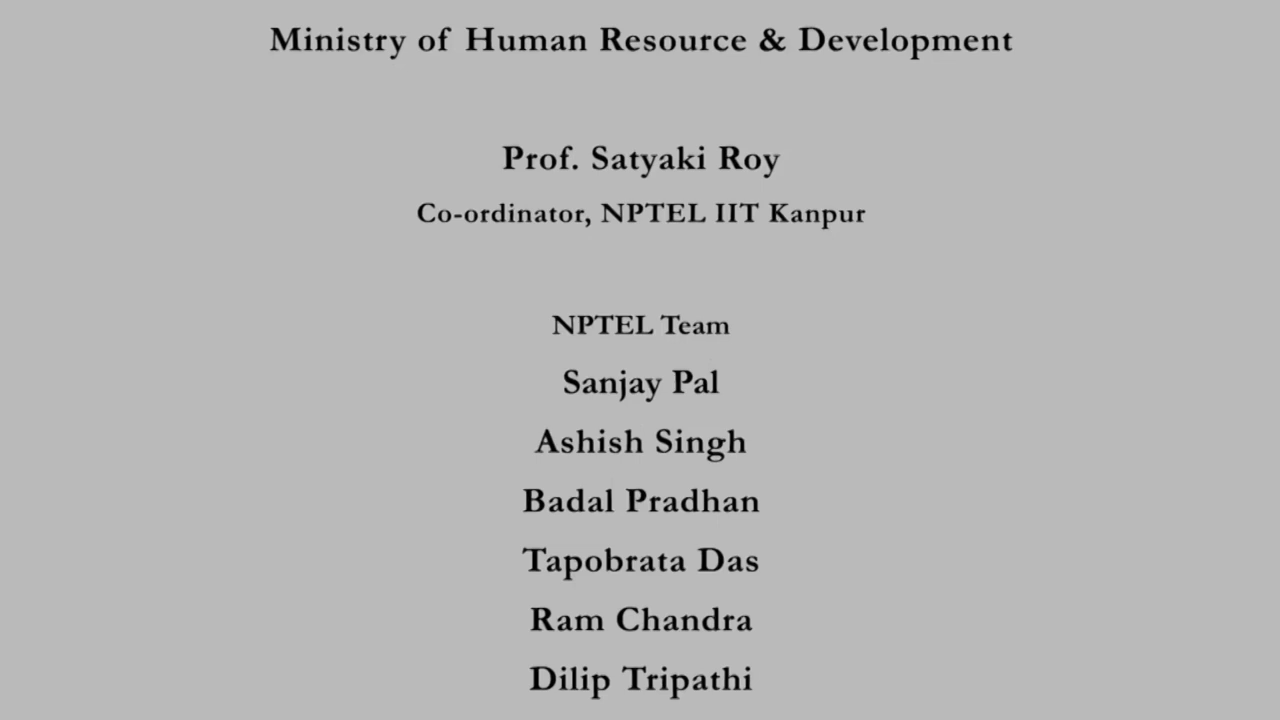 Ministry of Human Resource & Development
Prof. Satyaki Roy
Co-ordinator, NPTEL IIT Kanpur
NPTEL Team
Sanjay Pal
Ashish Singh
Badal Pradhan
Tapobrata Das
Ram Chandra
Dilip Tripathi